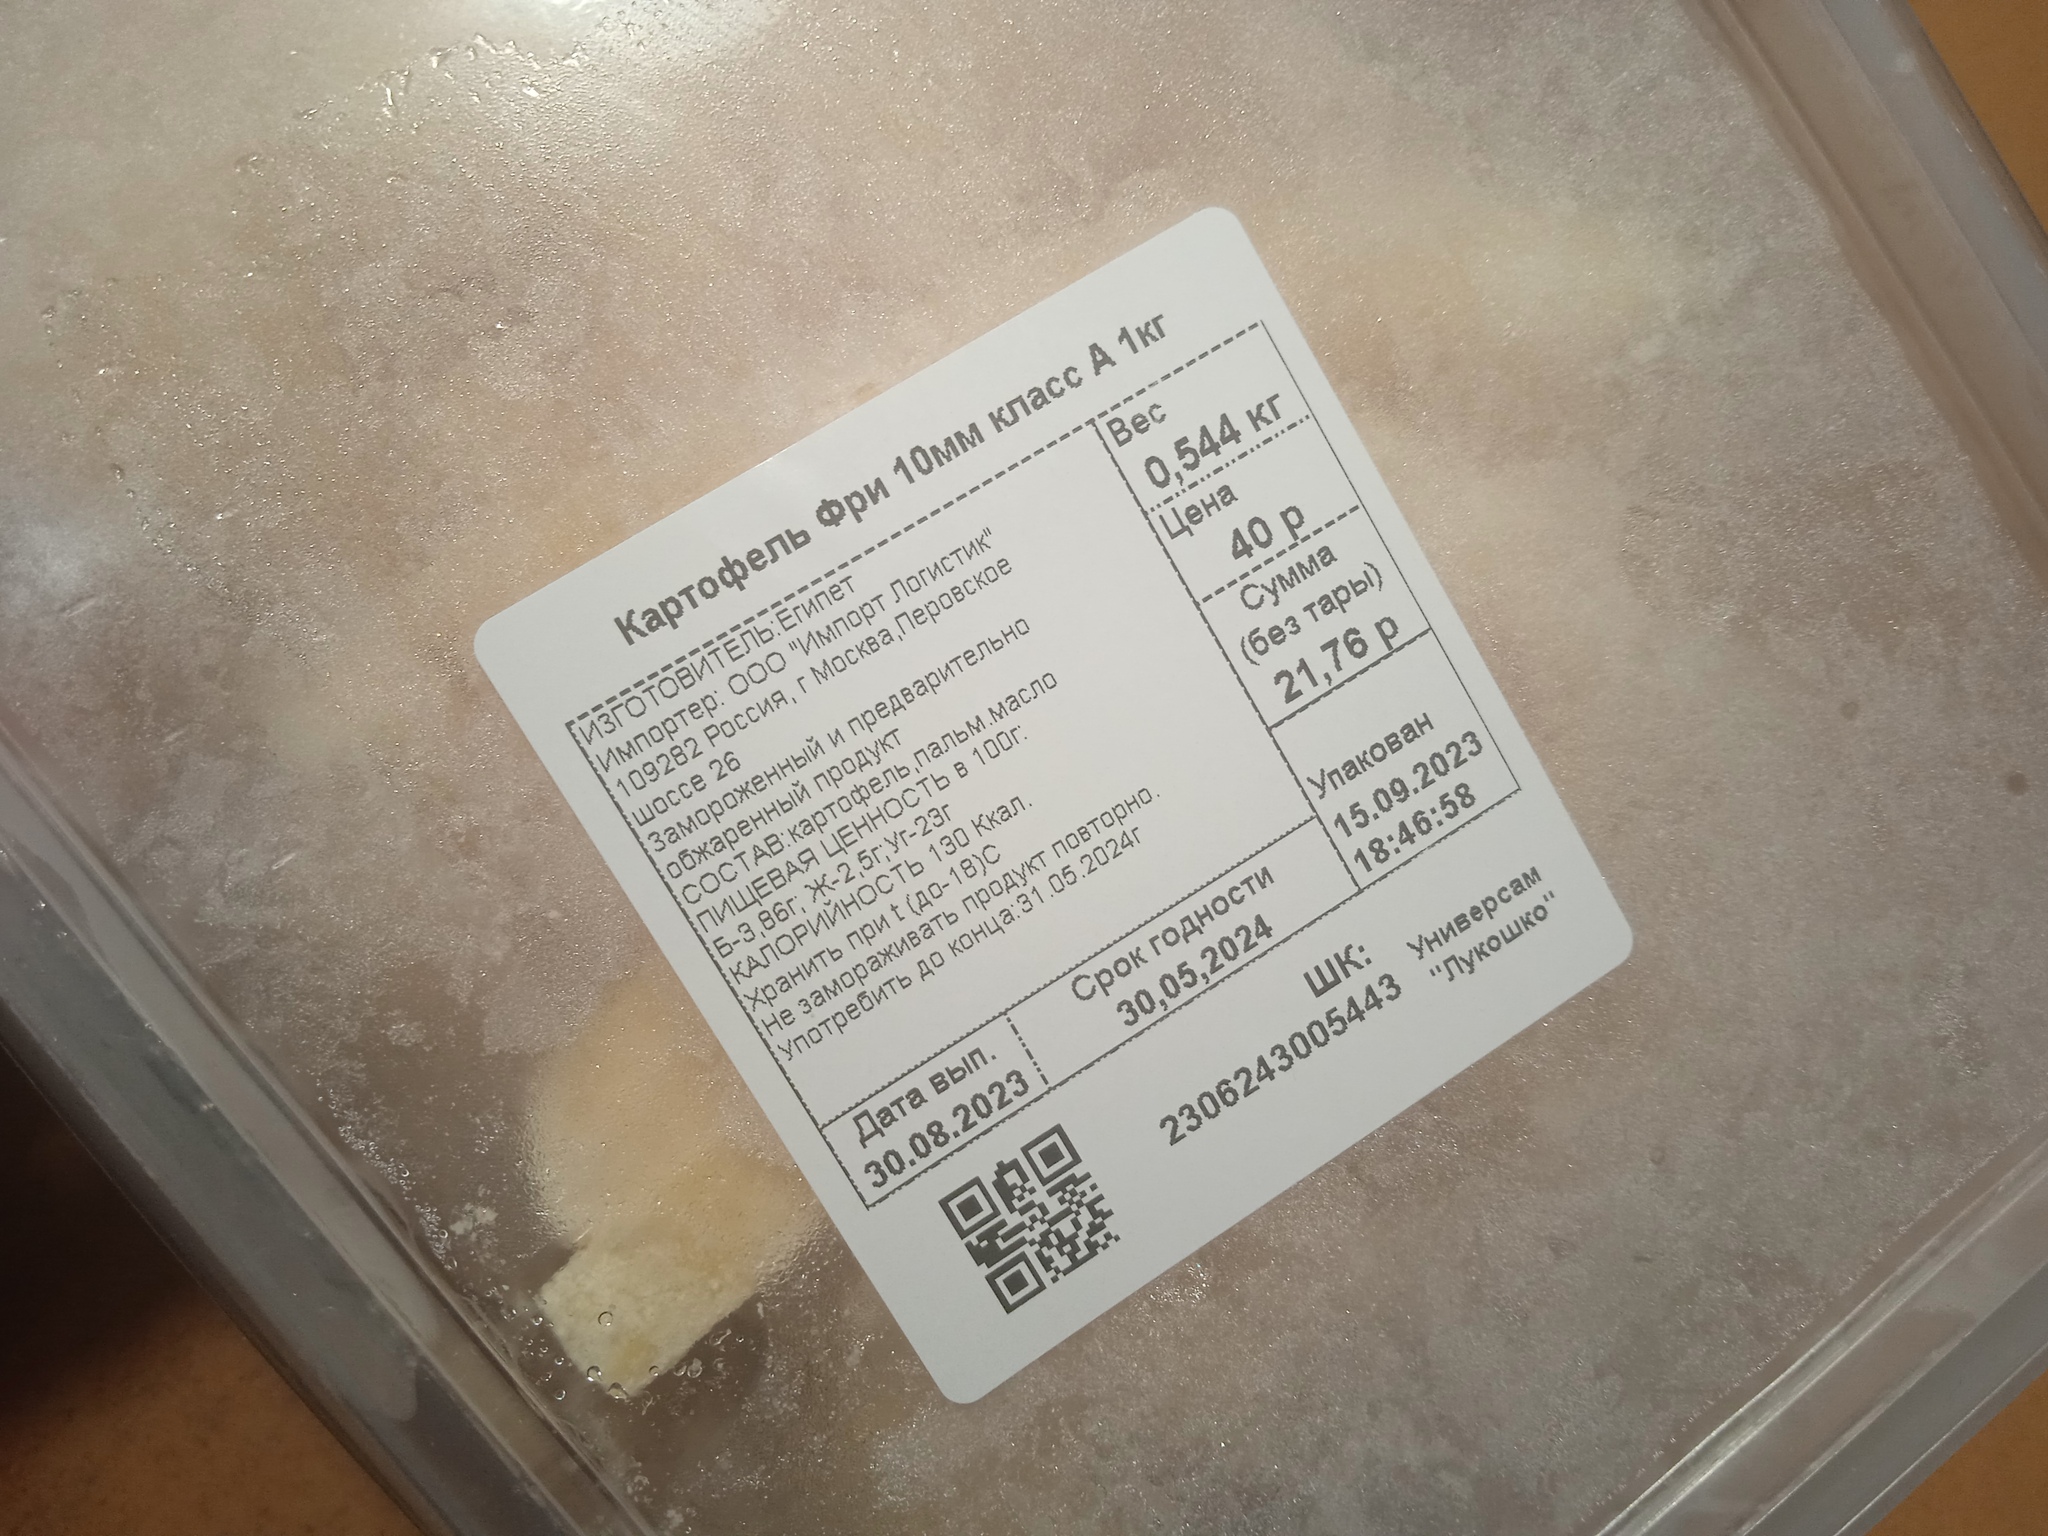 Картофель Фри 10мм класс А 1кг
ИЗГОТОВИТЕЛЬ:Египет
Импортер: ООО "Импорт Логистик"
109282 Россия, г Москва,Перовское
шоссе 26
Замороженный и предварительно
обжаренный продукт
СОСТАВ:картофель,пальм.масло
ПИЩЕВАЯ ЦЕННОСТЬ в 100г:
Б-3,86г, Ж-2,5г;Уг-23г
КАЛОРИЙНОСТЬ 130 Ккал.
Хранить при t (до-18)С
Не замораживать продукт повторно.
Употребить до конца:31.05.2024г
Вес
0,544 кг
Цена
40 р
Сумма
(без тары)
21,76 р
Упакован
15.09.2023
18:46:58
Дата вып.
30.08.2023
Срок годности
30,05,2024
ШК:
2306243005443
Универсам
"Лукошко"